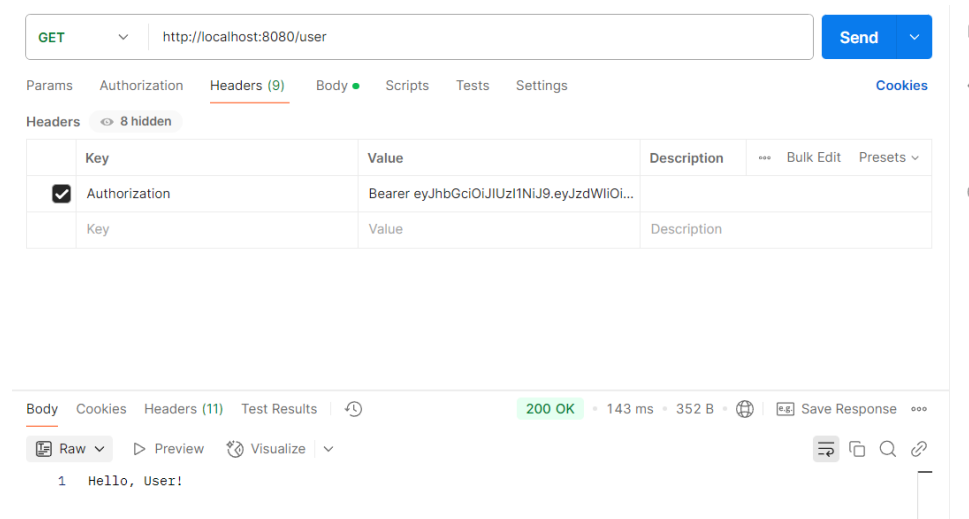 GET http://localhost:8080/user Send
Params Authorization Headers (9) Body Scripts Tests Settings Cookies
Headers 8 hidden
Key Value Description Bulk Edit Presets
Authorization Bearer eyJhbGciOiJIUzI1NiJ9.eyJzdWIiOi...
Key Value Description
Body Cookies Headers (11) Test Results 200 OK 143 ms 352 B e.g. Save Response
Raw Preview Visualize
1 Hello, User!